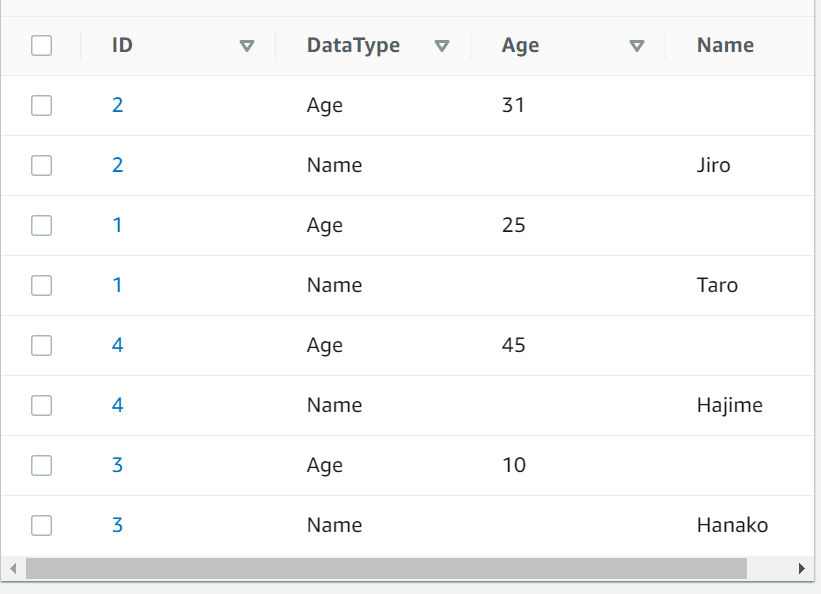 ID DataType Age Name
2 Age 31
2 Name Jiro
1 Age 25
1 Name Taro
4 Age 45
4 Name Hajime
3 Age 10
3 Name Hanako